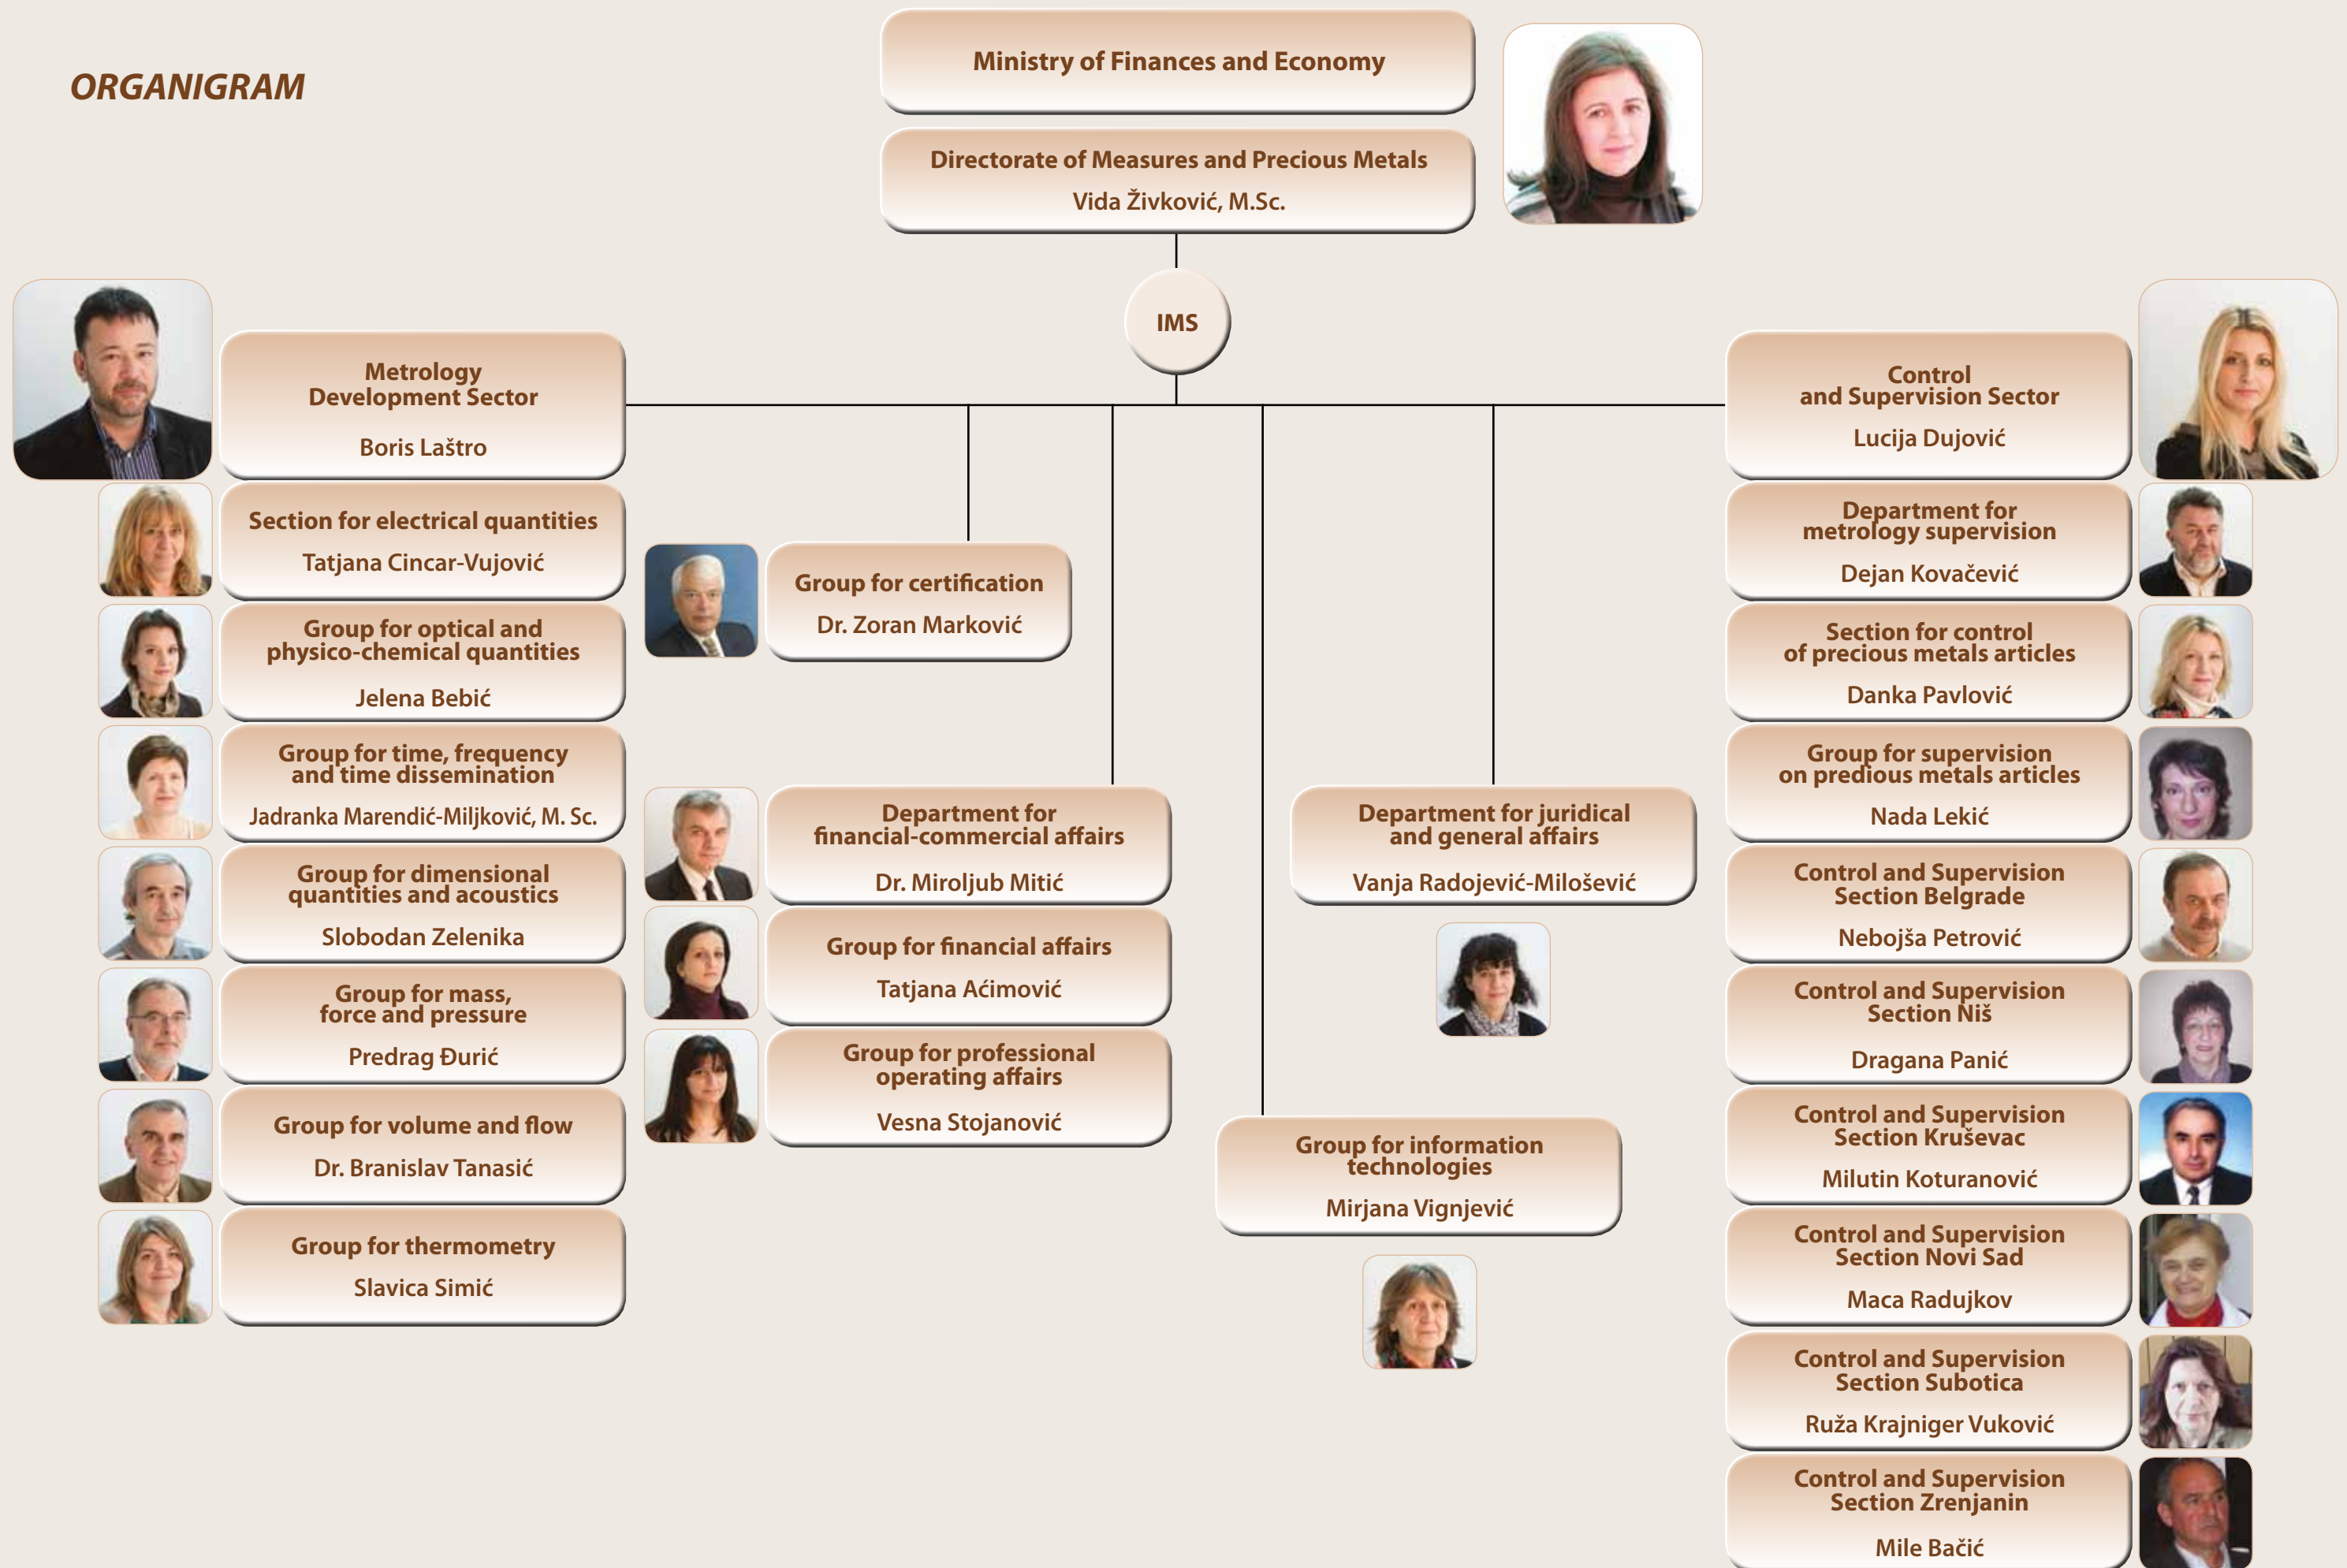 ORGANIGRAM
Ministry of Finances and Economy
Directorate of Measures and Precious Metals
Vida Živković, M.Sc.
IMS
Metrology
Development Sector
Boris Laštro
Section for electrical quantities
Tatjana Cincar-Vujović
Group for optical and
physico-chemical quantities
Jelena Bebić
Group for time, frequency
and time dissemination
Jadranka Marendić-Miljković, M. Sc.
Group for dimensional
quantities and acoustics
Slobodan Zelenika
Group for mass,
force and pressure
Predrag Đurić
Group for volume and flow
Dr. Branislav Tanasić
Group for thermometry
Slavica Simić
Group for certification
Dr. Zoran Marković
Department for
financial-commercial affairs
Dr. Miroljub Mitić
Group for financial affairs
Tatjana Aćimović
Group for professional
operating affairs
Vesna Stojanović
Department for juridical
and general affairs
Vanja Radojević-Milošević
Group for information
technologies
Mirjana Vignjević
Control
and Supervision Sector
Lucija Dujović
Department for
metrology supervision
Dejan Kovačević
Section for control
of precious metals articles
Danka Pavlović
Group for supervision
on predious metals articles
Nada Lekić
Control and Supervision
Section Belgrade
Nebojša Petrović
Control and Supervision
Section Niš
Dragana Panić
Control and Supervision
Section Kruševac
Milutin Koturanović
Control and Supervision
Section Novi Sad
Maca Radujkov
Control and Supervision
Section Subotica
Ruža Krajniger Vuković
Control and Supervision
Section Zrenjanin
Mile Bačić